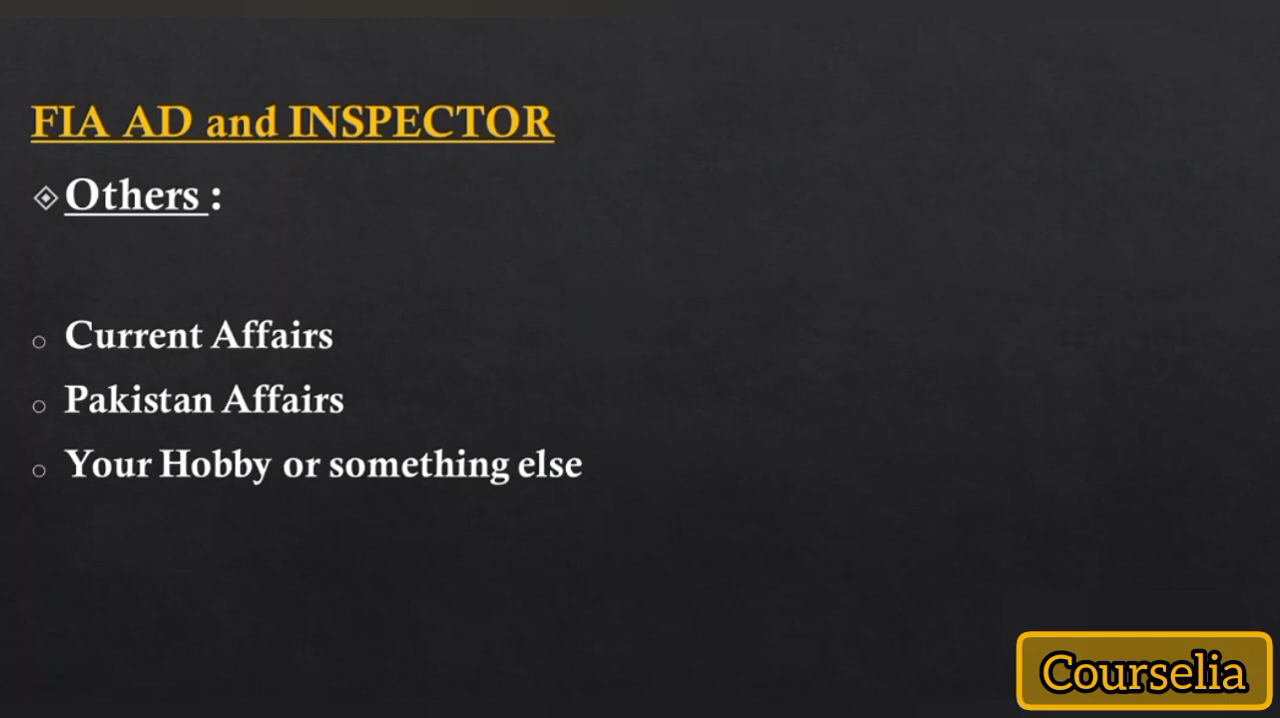 FIA AD and INSPECTOR
Others :
Current Affairs
Pakistan Affairs
Your Hobby or something else
Courselia